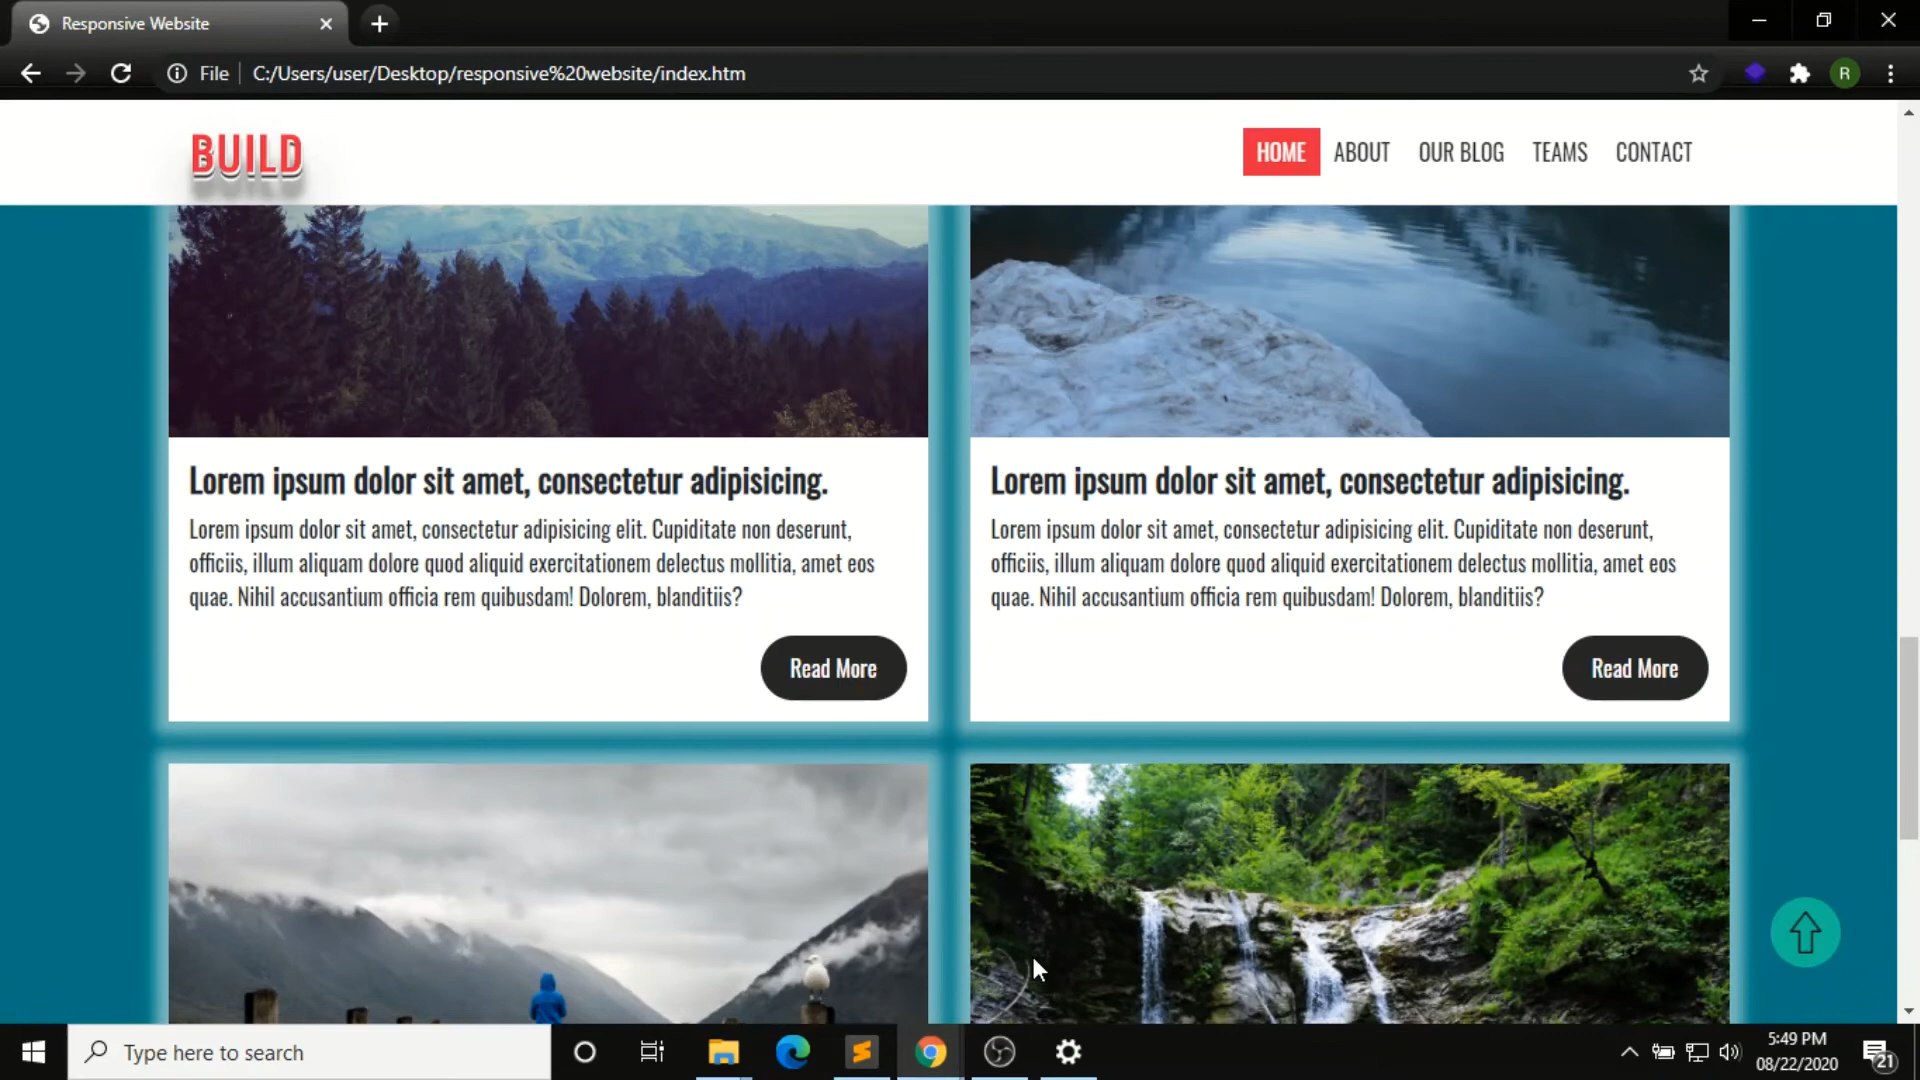 Responsive Website
File
C:/Users/user/Desktop/responsive%20website/index.htm
R
BUILD
HOME
ABOUT
OUR BLOG
TEAMS
CONTACT
Lorem ipsum dolor sit amet, consectetur adipisicing.
Lorem ipsum dolor sit amet, consectetur adipisicing elit. Cupiditate non deserunt,
officiis, illum aliquam dolore quod aliquid exercitationem delectus mollitia, amet eos
quae. Nihil accusantium officia rem quibusdam! Dolorem, blanditiis?
Read More
Lorem ipsum dolor sit amet, consectetur adipisicing.
Lorem ipsum dolor sit amet, consectetur adipisicing elit. Cupiditate non deserunt,
officiis, illum aliquam dolore quod aliquid exercitationem delectus mollitia, amet eos
quae. Nihil accusantium officia rem quibusdam! Dolorem, blanditiis?
Read More
Type here to search
5:49 PM
08/22/2020
21